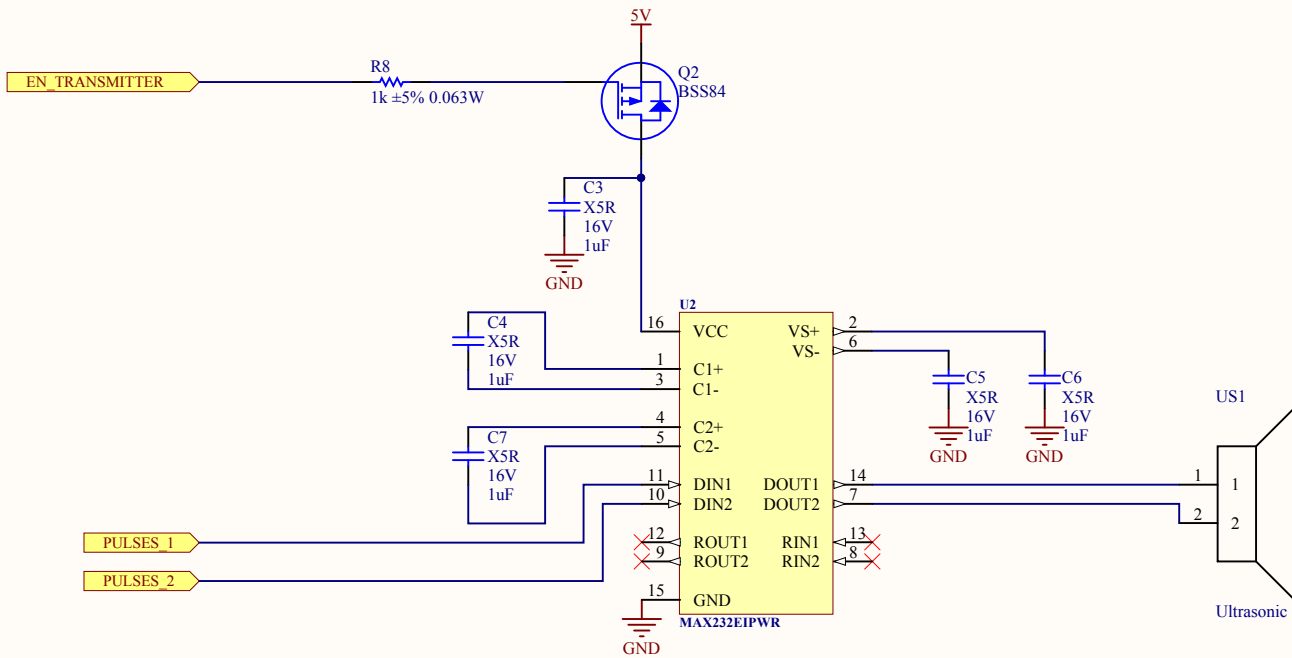 5V
EN_TRANSMITTER
R8
1k ±5% 0.063W
Q2
BSS84
C3
X5R
16V
1uF
GND
U2
16 VCC VS+ 2
VS- 6
1 C1+
3 C1-
4 C2+
5 C2-
11 DIN1 DOUT1 14
10 DIN2 DOUT2 7
12 ROUT1 RIN1 13
9 ROUT2 RIN2 8
15 GND
MAX232EIPWR
GND
C4
X5R
16V
1uF
C7
X5R
16V
1uF
PULSES_1
PULSES_2
C5
X5R
16V
1uF
GND
C6
X5R
16V
1uF
GND
US1
1 1
2 2
Ultrasonic